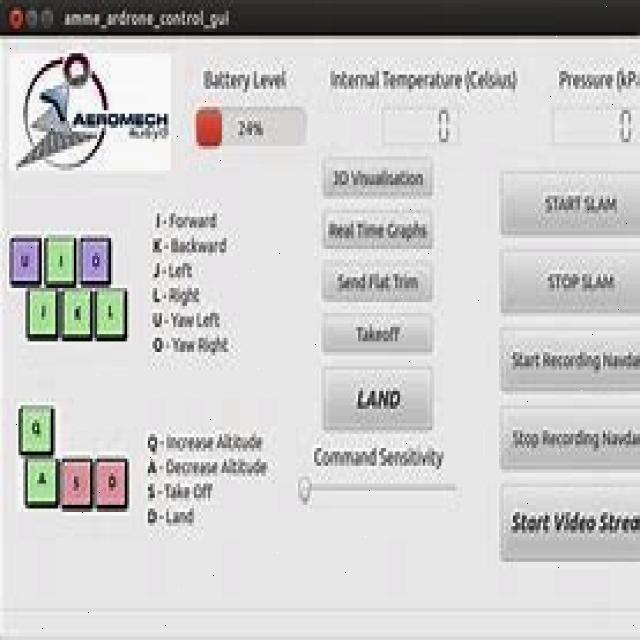 amme_ardrone_control_gui
AEROMECH
Battery Level
Internal Temperature (Celsius)
Pressure (kP
24%
0
0
3D Visualisation
START SLAM
I - Forward
K - Backward
J - Left
L - Right
U - Yaw Left
O - Yaw Right
U I O
J K L
Real Time Graphs
Send Flat Trim
STOP SLAM
Takeoff
Start Recording Navda
LAND
Stop Recording Navda
Q
A S D
Q - Increase Altitude
A - Decrease Altitude
S - Take Off
D - Land
Command Sensitivity
Start Video Strea